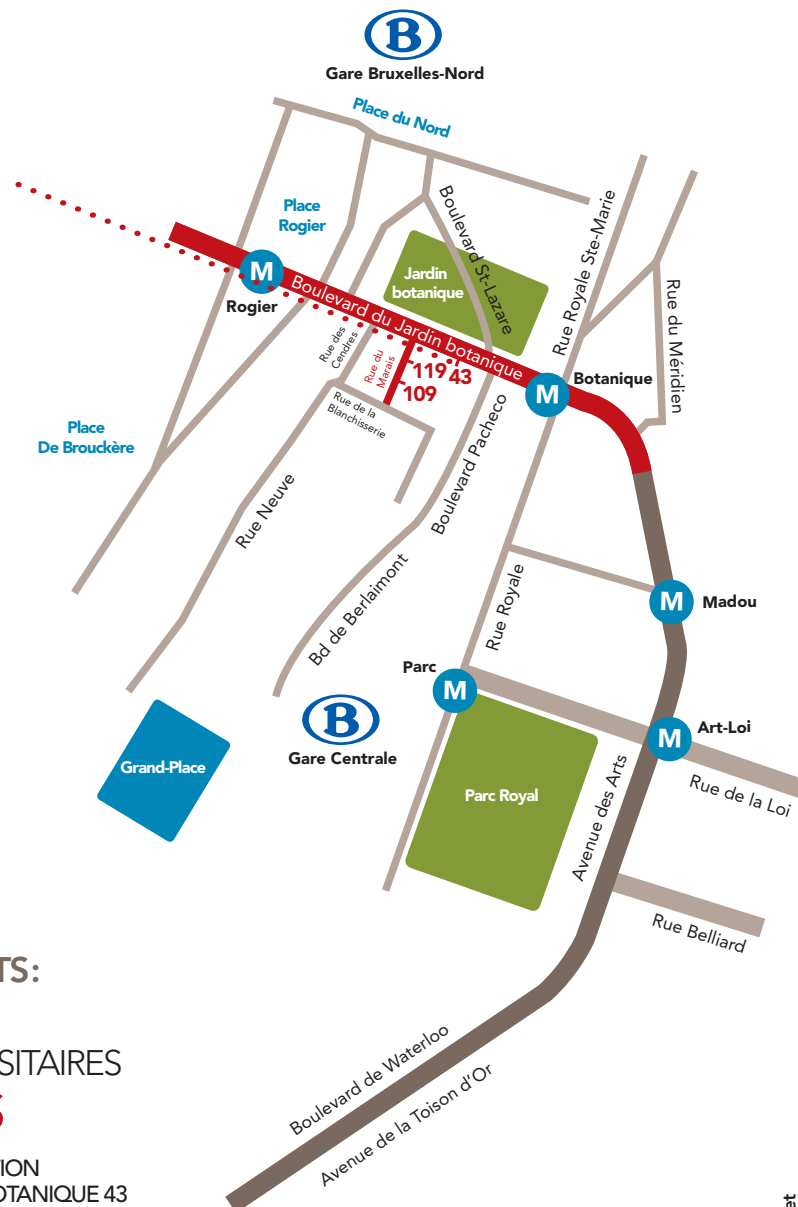 B
Gare Bruxelles-Nord
Place du Nord
Place
Rogier
Boulevard St-Lazare
Rue Royale Ste-Marie
Jardin
botanique
Rue du Méridien
M
Rogier
Boulevard du Jardin botanique
Rue des
Cendres
Rue du
Marais
119
43
109
M
Botanique
Rue de la
Blanchisserie
Place
De Brouckère
Boulevard Pacheco
Rue Neuve
Bd de Berlaimont
Rue Royale
M
Madou
Parc
M
B
Gare Centrale
M
Art-Loi
Grand-Place
Parc Royal
Avenue des Arts
Rue de la Loi
Rue Belliard
TS:
SITAIRES
S
TION
OTANIQUE 43
Boulevard de Waterloo
Avenue de la Toison d'Or
et